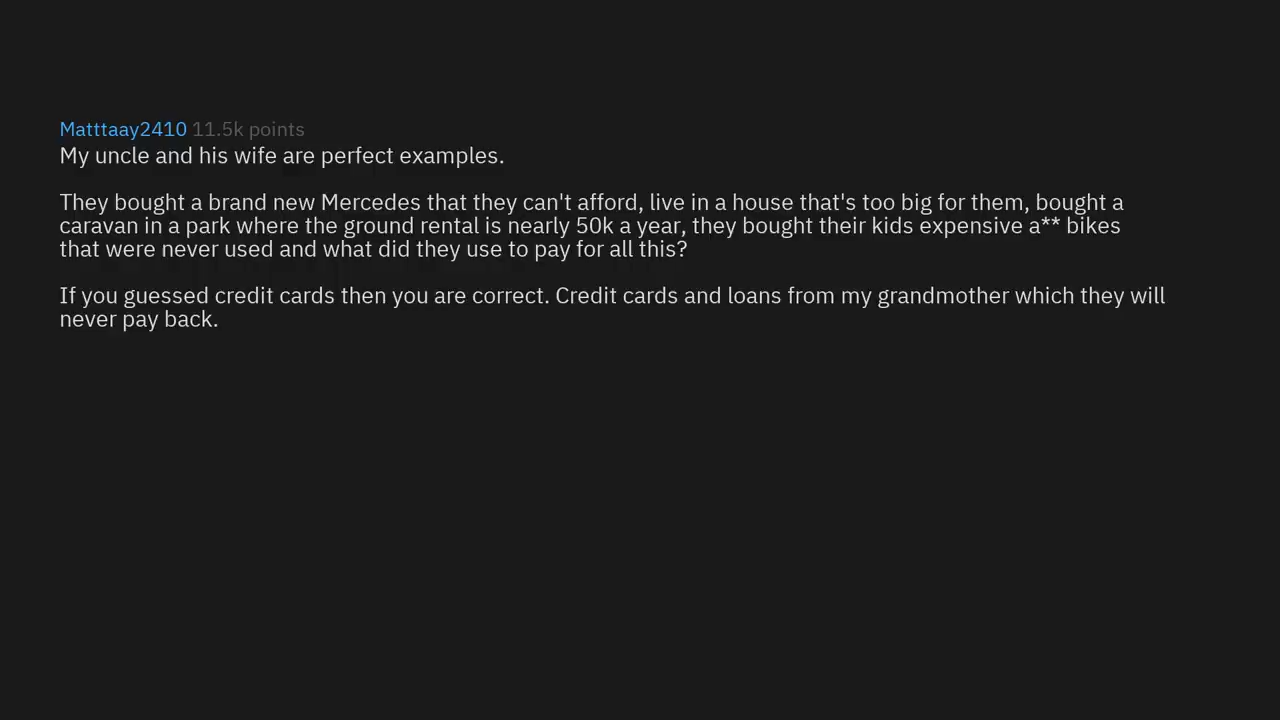 Matttaay2410 11.5k points
My uncle and his wife are perfect examples.
They bought a brand new Mercedes that they can't afford, live in a house that's too big for them, bought a
caravan in a park where the ground rental is nearly 50k a year, they bought their kids expensive a** bikes
that were never used and what did they use to pay for all this?
If you guessed credit cards then you are correct. Credit cards and loans from my grandmother which they will
never pay back.